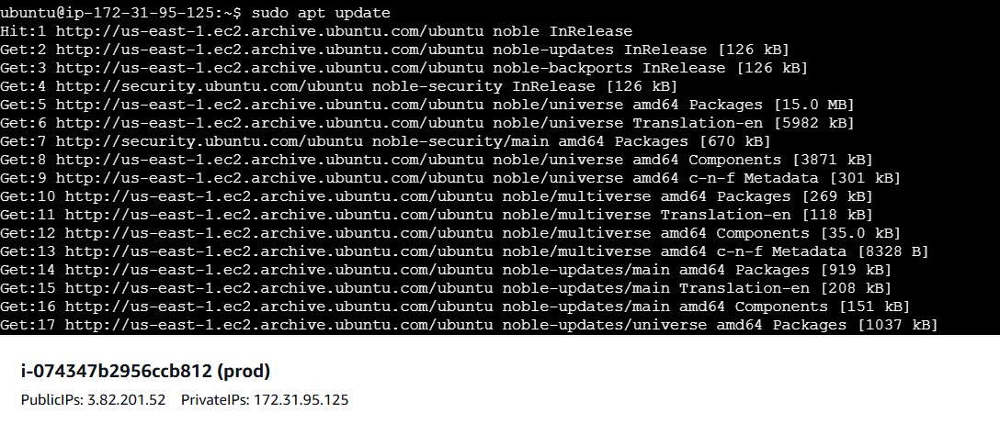 ubuntu@ip-172-31-95-125:~$ sudo apt update
Hit:1 http://us-east-1.ec2.archive.ubuntu.com/ubuntu noble InRelease
Get:2 http://us-east-1.ec2.archive.ubuntu.com/ubuntu noble-updates InRelease [126 kB]
Get:3 http://us-east-1.ec2.archive.ubuntu.com/ubuntu noble-backports InRelease [126 kB]
Get:4 http://security.ubuntu.com/ubuntu noble-security InRelease [126 kB]
Get:5 http://us-east-1.ec2.archive.ubuntu.com/ubuntu noble/universe amd64 Packages [15.0 MB]
Get:6 http://us-east-1.ec2.archive.ubuntu.com/ubuntu noble/universe Translation-en [5982 kB]
Get:7 http://security.ubuntu.com/ubuntu noble-security/main amd64 Packages [670 kB]
Get:8 http://us-east-1.ec2.archive.ubuntu.com/ubuntu noble/universe amd64 Components [3871 kB]
Get:9 http://us-east-1.ec2.archive.ubuntu.com/ubuntu noble/universe amd64 c-n-f Metadata [301 kB]
Get:10 http://us-east-1.ec2.archive.ubuntu.com/ubuntu noble/multiverse amd64 Packages [269 kB]
Get:11 http://us-east-1.ec2.archive.ubuntu.com/ubuntu noble/multiverse Translation-en [118 kB]
Get:12 http://us-east-1.ec2.archive.ubuntu.com/ubuntu noble/multiverse amd64 Components [35.0 kB]
Get:13 http://us-east-1.ec2.archive.ubuntu.com/ubuntu noble/multiverse amd64 c-n-f Metadata [8328 B]
Get:14 http://us-east-1.ec2.archive.ubuntu.com/ubuntu noble-updates/main amd64 Packages [919 kB]
Get:15 http://us-east-1.ec2.archive.ubuntu.com/ubuntu noble-updates/main Translation-en [208 kB]
Get:16 http://us-east-1.ec2.archive.ubuntu.com/ubuntu noble-updates/main amd64 Components [151 kB]
Get:17 http://us-east-1.ec2.archive.ubuntu.com/ubuntu noble-updates/universe amd64 Packages [1037 kB]
i-074347b2956ccb812 (prod)
PublicIPs: 3.82.201.52 PrivateIPs: 172.31.95.125